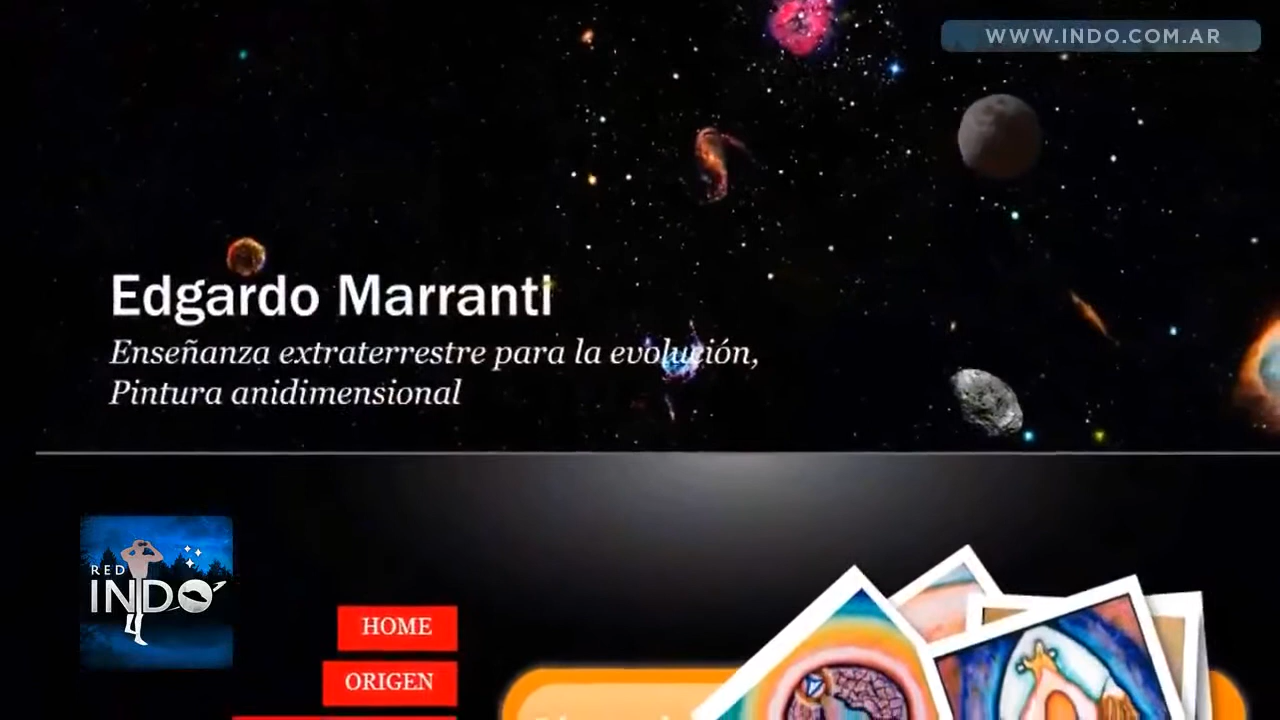 WWW.INDO.COM.AR
Edgardo Marranti
Enseñanza extraterrestre para la evolución,
Pintura anidimensional
RED
INDO
HOME
ORIGEN